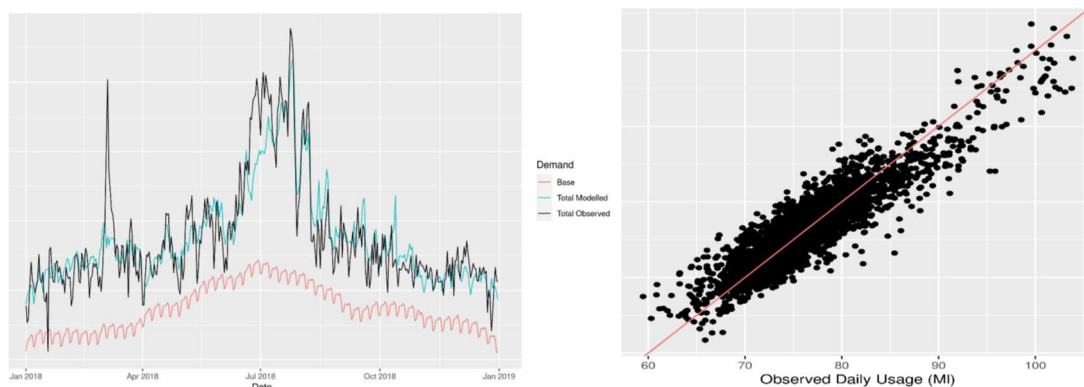 Demand
Base
Total Modelled
Total Observed
Jan 2018
Apr 2018
Jul 2018
Oct 2018
Jan 2019
Date
60
70
80
90
100
Observed Daily Usage (Ml)